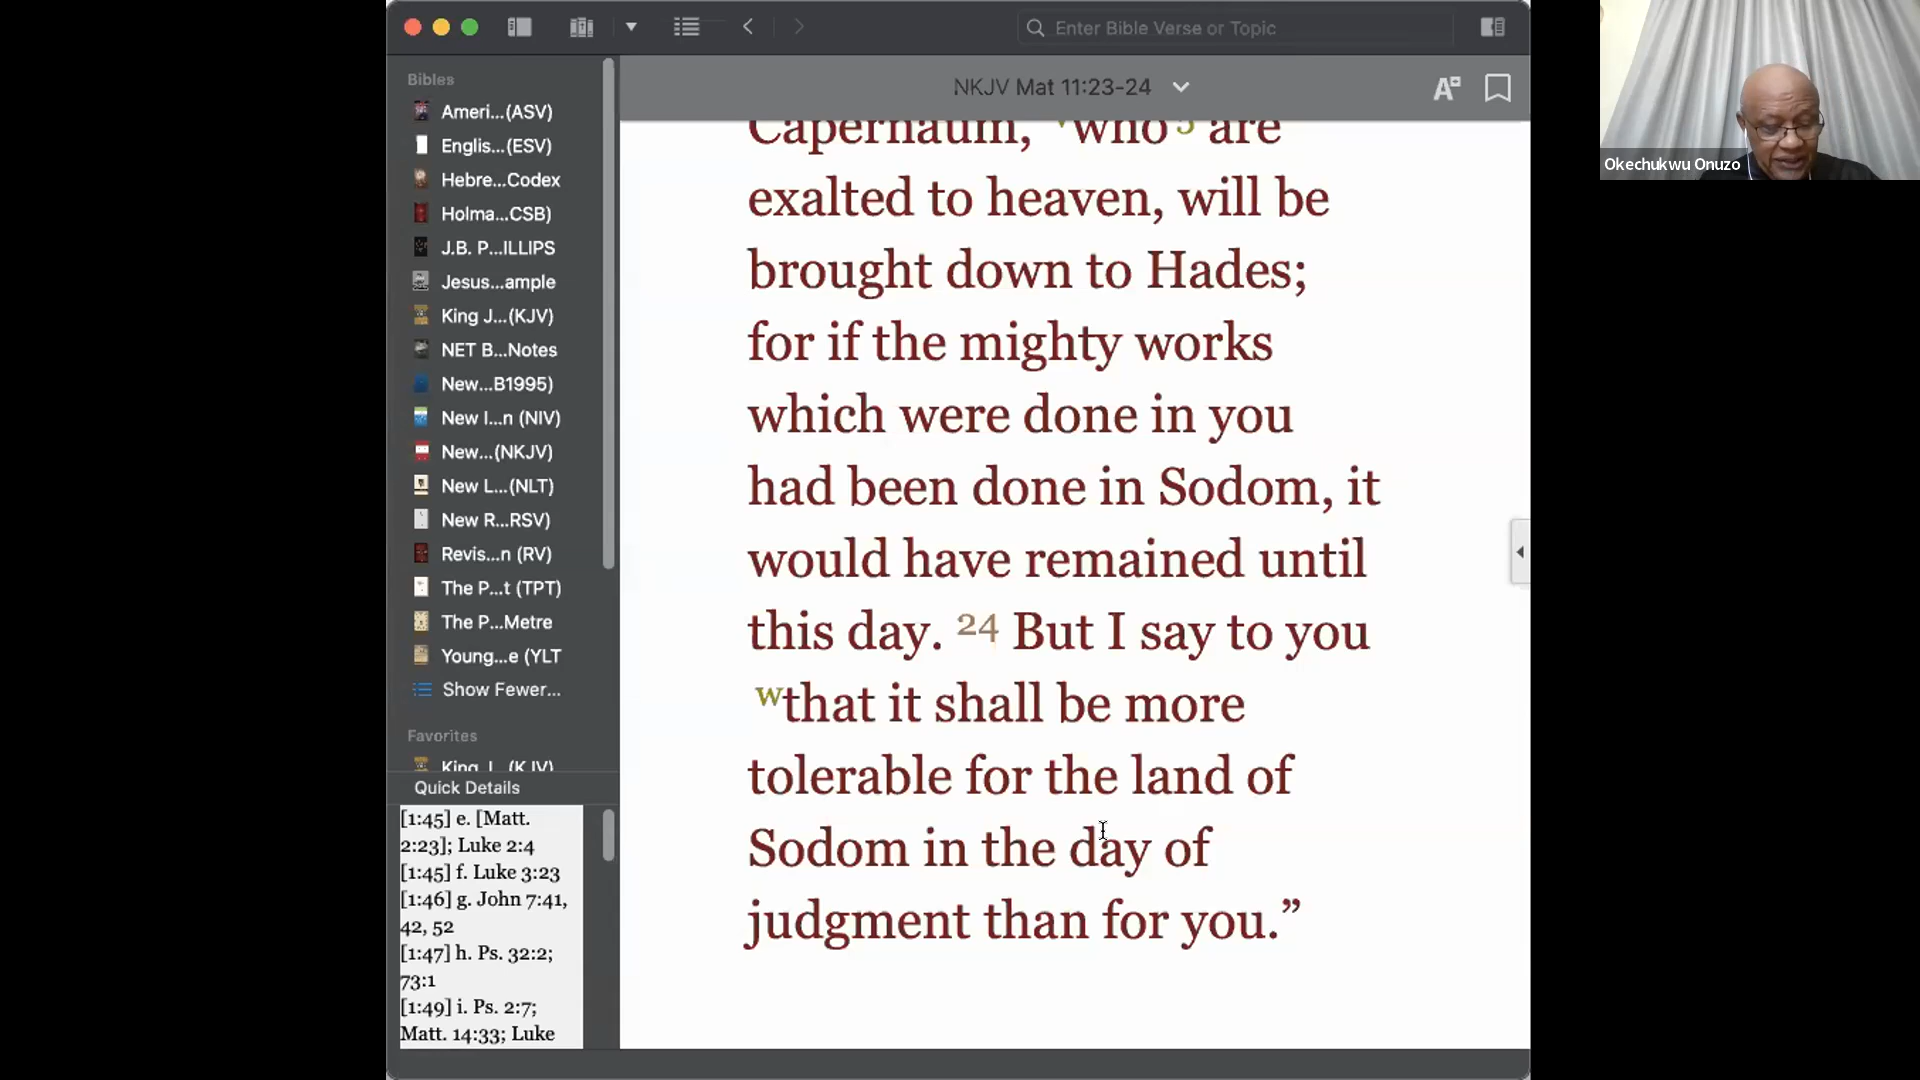 Enter Bible Verse or Topic
Bibles
Ameri...(ASV)
Englis...(ESV)
Hebre...Codex
Holma...CSB)
J.B. P...ILLIPS
Jesus...ample
King J...(KJV)
NET B...Notes
New...B1995)
New I...n (NIV)
New...(NKJV)
New L...(NLT)
New R...RSV)
Revis...n (RV)
The P...t (TPT)
The P...Metre
Young...e (YLT
Show Fewer...
Favorites
King J...(KJV)
Quick Details
[1:45] e. [Matt.
2:23]; Luke 2:4
[1:45] f. Luke 3:23
[1:46] g. John 7:41,
42, 52
[1:47] h. Ps. 32:2;
73:1
[1:49] i. Ps. 2:7;
Matt. 14:33; Luke
NKJV Mat 11:23-24
Capernaum, who 5 are
exalted to heaven, will be
brought down to Hades;
for if the mighty works
which were done in you
had been done in Sodom, it
would have remained until
this day. 24 But I say to you
w that it shall be more
tolerable for the land of
Sodom in the day of
judgment than for you.”
Okechukwu Onuzo